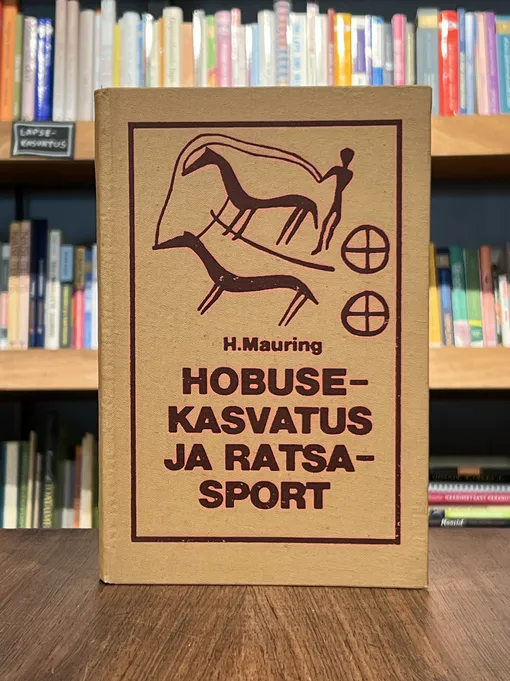 LAPSE-
KASVATUS
H.Mauring
HOBUSE-
KASVATUS
JA RATSA-
SPORT